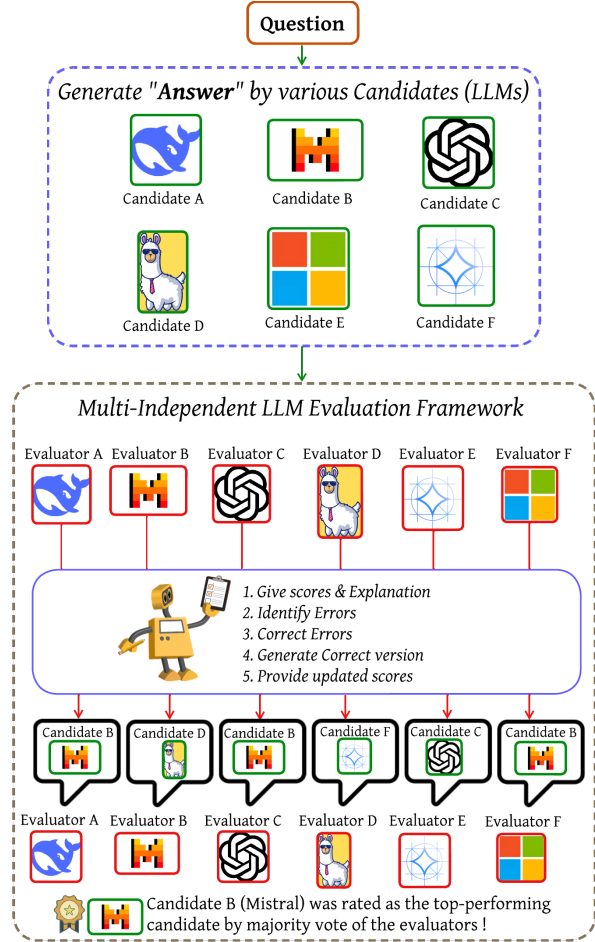 Question
Generate "Answer" by various Candidates (LLMs)
Candidate A
Candidate B
Candidate C
Candidate D
Candidate E
Candidate F
Multi-Independent LLM Evaluation Framework
Evaluator A
Evaluator B
Evaluator C
Evaluator D
Evaluator E
Evaluator F
1. Give scores & Explanation
2. Identify Errors
3. Correct Errors
4. Generate Correct version
5. Provide updated scores
Candidate B
Candidate D
Candidate B
Candidate F
Candidate C
Candidate B
Evaluator A
Evaluator B
Evaluator C
Evaluator D
Evaluator E
Evaluator F
Candidate B (Mistral) was rated as the top-performing
candidate by majority vote of the evaluators !